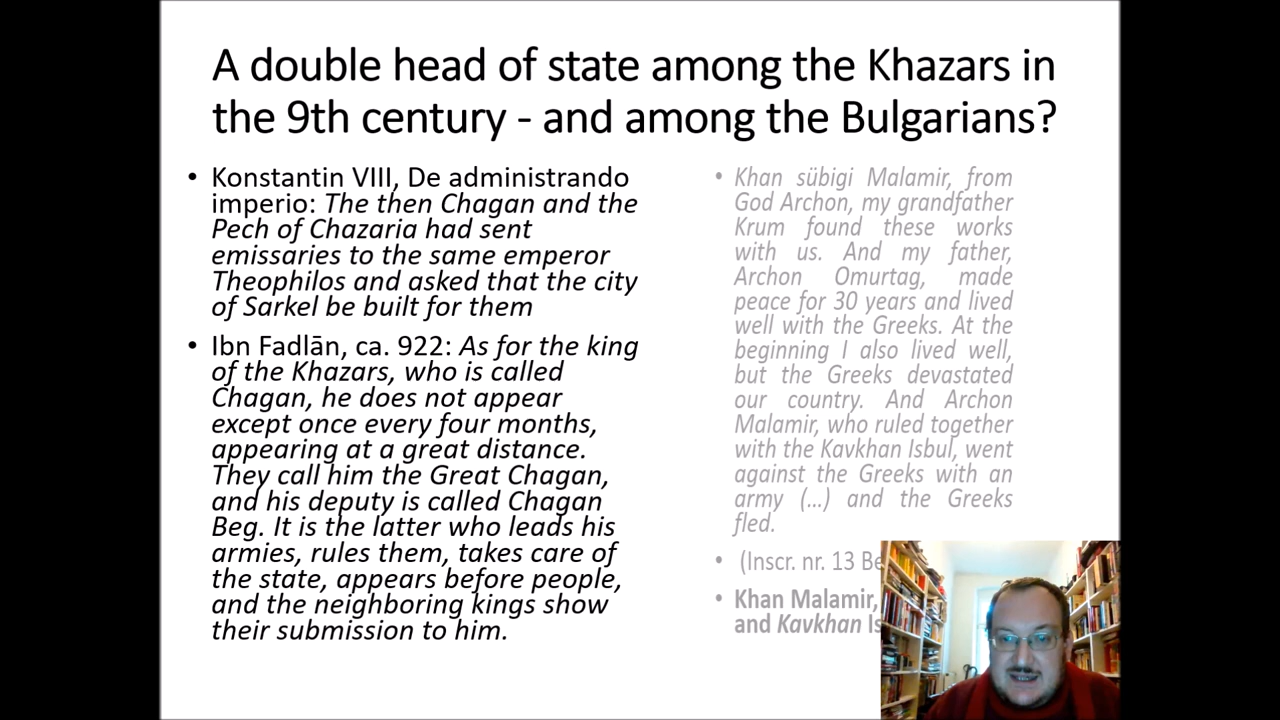 A double head of state among the Khazars in
the 9th century - and among the Bulgarians?
• Konstantin VIII, De administrando
imperio: The then Chagan and the
Pech of Chazaria had sent
emissaries to the same emperor
Theophilos and asked that the city
of Sarkel be built for them
• Ibn Fadlān, ca. 922: As for the king
of the Khazars, who is called
Chagan, he does not appear
except once every four months,
appearing at a great distance.
They call him the Great Chagan,
and his deputy is called Chagan
Beg. It is the latter who leads his
armies, rules them, takes care of
the state, appears before people,
and the neighboring kings show
their submission to him.
• Khan sübigi Malamir, from
God Archon, my grandfather
Krum found these works
with us. And my father,
Archon Omurtag, made
peace for 30 years and lived
well with the Greeks. At the
beginning I also lived well,
but the Greeks devastated
our country. And Archon
Malamir, who ruled together
with the Kavkhan Isbul, went
against the Greeks with an
army (...) and the Greeks
fled.
• (Inscr. nr. 13
• Khan Malamir,
and Kavkhan